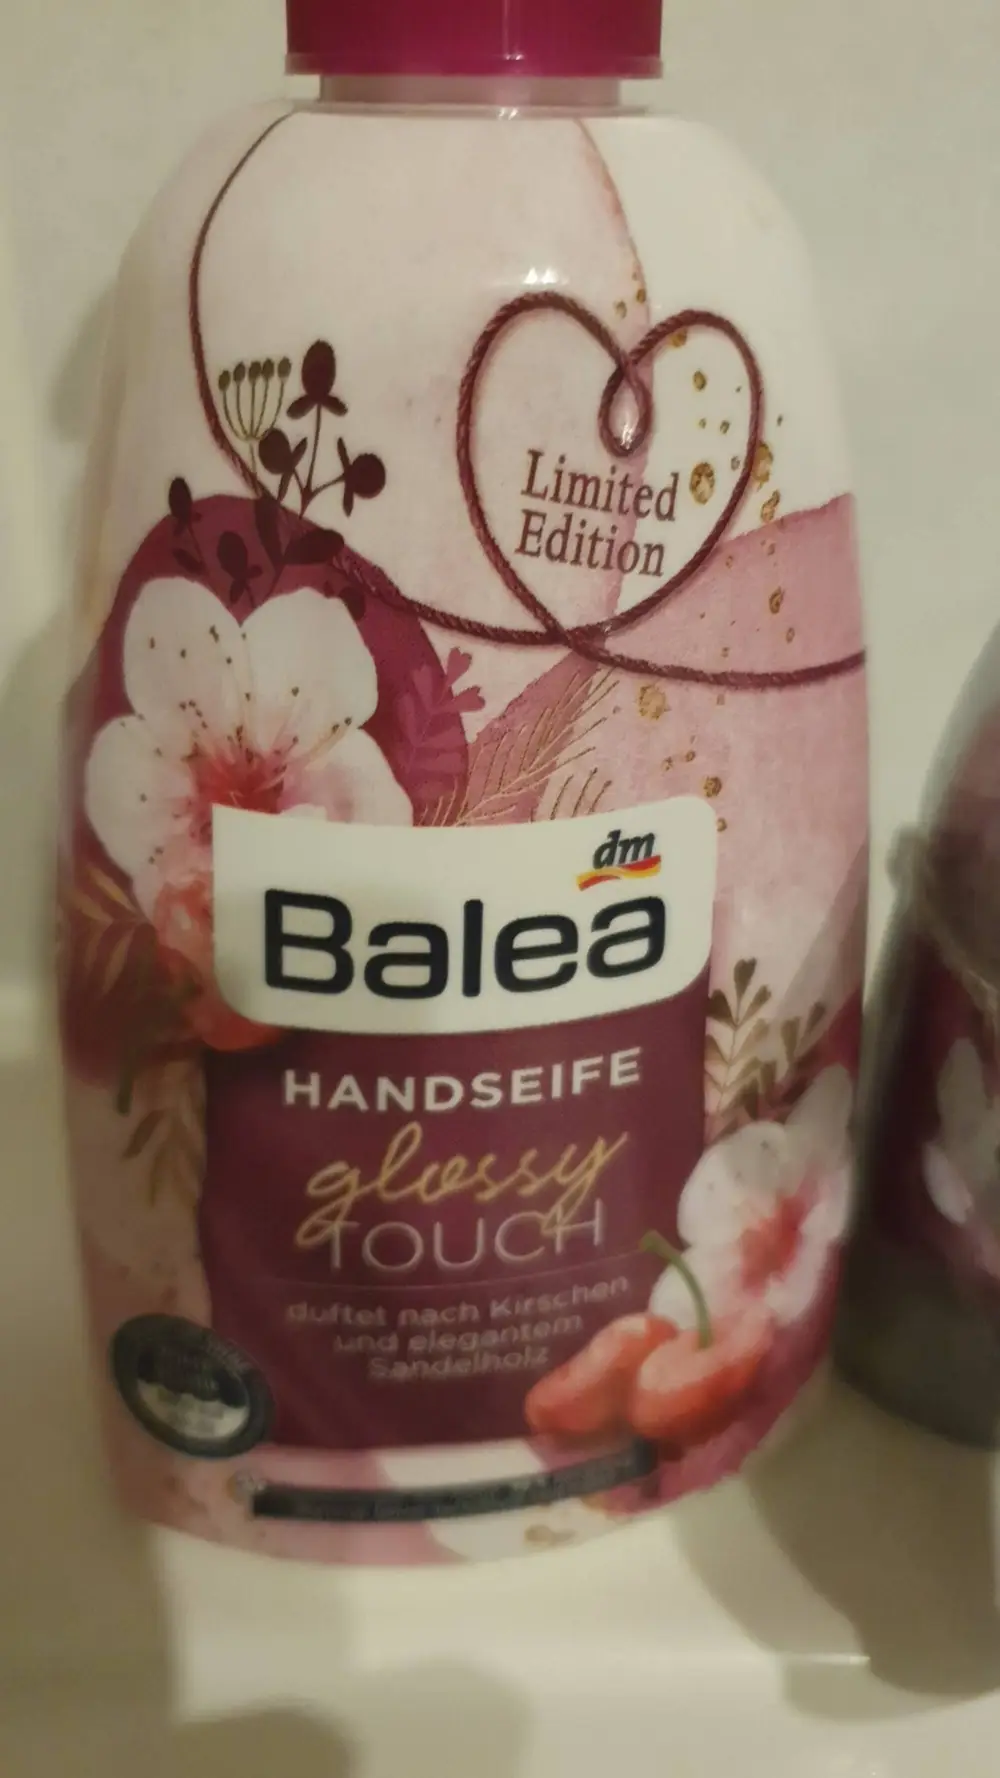 Limited
Edition
dm
Balea
HANDSEIFE
glossy
TOUCH
duftet nach Kirschen
und elegantem
Sandelholz